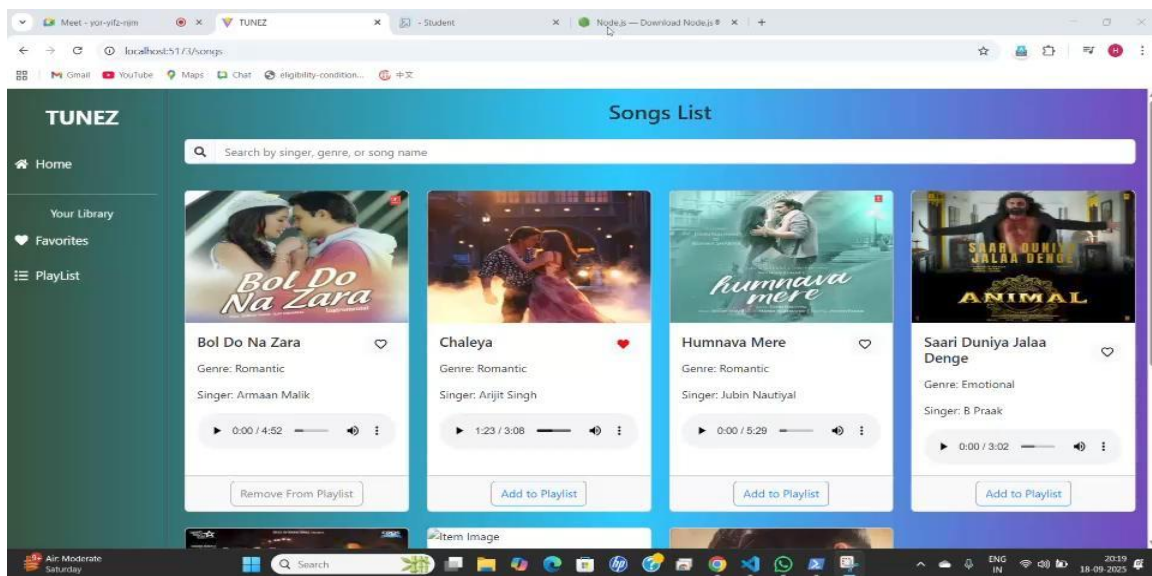 Meet - yor-yifz-njm
TUNEZ
- Student
Node.js — Download Node.js®
localhost:5173/songs
H
Gmail
YouTube
Maps
Chat
eligibility-condition...
中文
TUNEZ
Home
Your Library
Favorites
PlayList
Songs List
Search by singer, genre, or song name
Bol Do
Na Zara
humnava
mere
SAARI DUNIYA
JALAA DENGE
ANIMAL
Bol Do Na Zara
Genre: Romantic
Singer: Armaan Malik
0:00 / 4:52
Remove From Playlist
Chaleya
Genre: Romantic
Singer: Arijit Singh
1:23 / 3:08
Add to Playlist
Humnava Mere
Genre: Romantic
Singer: Jubin Nautiyal
0:00 / 5:29
Add to Playlist
Saari Duniya Jalaa
Denge
Genre: Emotional
Singer: B Praak
0:00 / 3:02
Add to Playlist
Item Image
Air: Moderate
Saturday
Search
hp
ENG
IN
20:19
18-09-2025